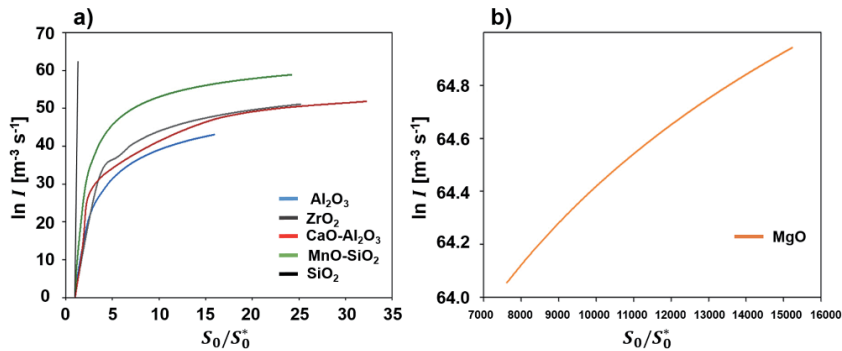 a)
ln I [m⁻³ s⁻¹]
70
60
50
40
30
20
10
0
0 5 10 15 20 25 30 35
S₀/S₀*
Al₂O₃
ZrO₂
CaO-Al₂O₃
MnO-SiO₂
SiO₂
b)
ln I [m⁻³ s⁻¹]
64.8
64.6
64.4
64.2
64.0
7000 8000 9000 10000 11000 12000 13000 14000 15000 16000
S₀/S₀*
MgO